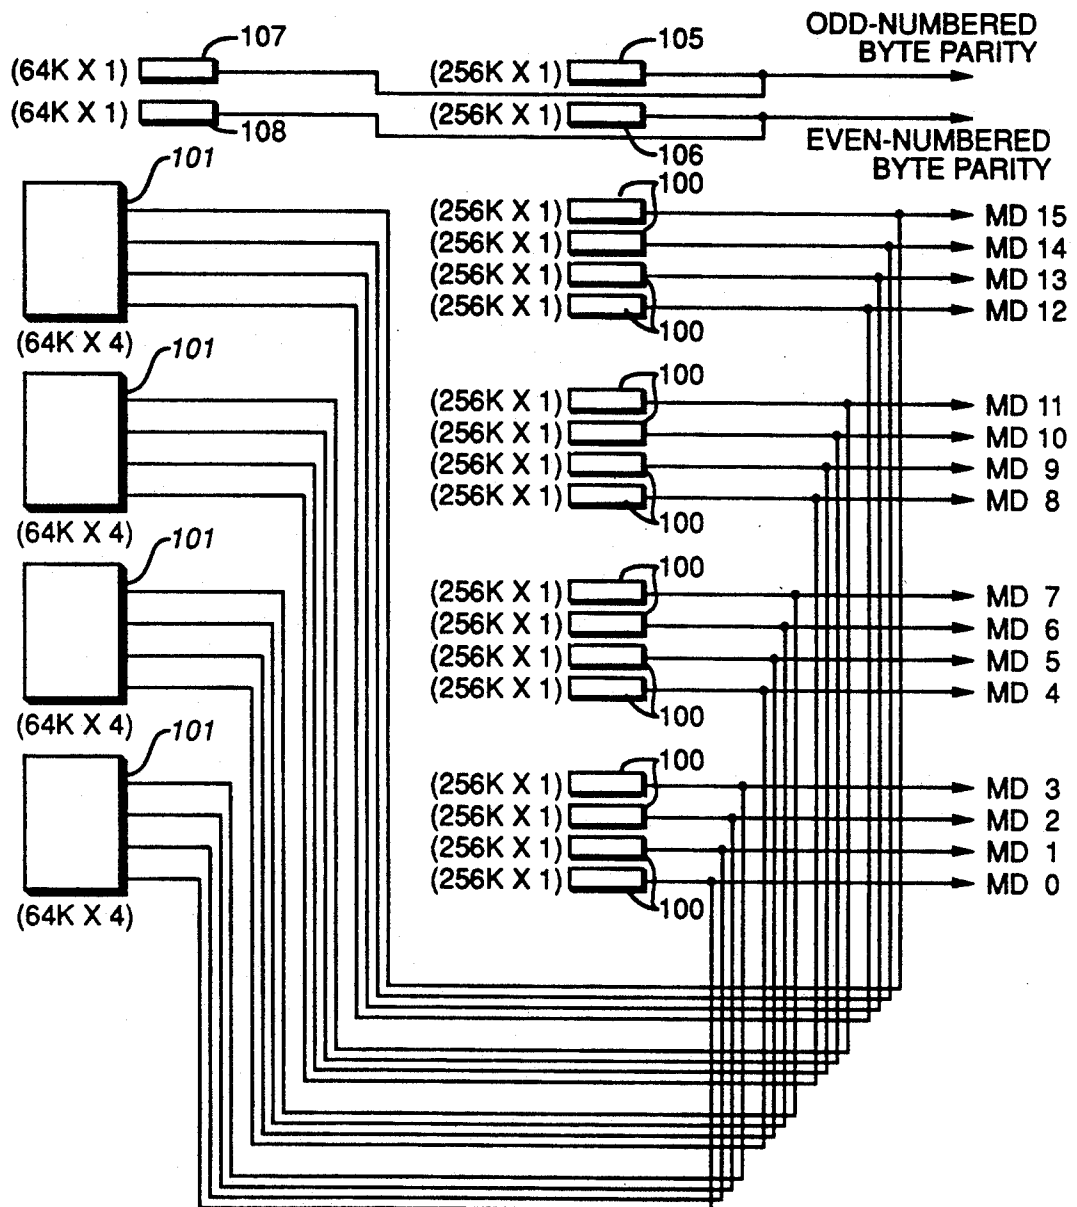 ODD-NUMBERED
BYTE PARITY
107
(64K X 1)
105
(256K X 1)
(64K X 1)
108
(256K X 1)
106
EVEN-NUMBERED
BYTE PARITY
101
100
(256K X 1) MD 15
(256K X 1) MD 14
(256K X 1) MD 13
(256K X 1) MD 12
100
(64K X 4)
101
100
(256K X 1) MD 11
(256K X 1) MD 10
(256K X 1) MD 9
(256K X 1) MD 8
100
(64K X 4)
101
100
(256K X 1) MD 7
(256K X 1) MD 6
(256K X 1) MD 5
(256K X 1) MD 4
100
(64K X 4)
101
100
(256K X 1) MD 3
(256K X 1) MD 2
(256K X 1) MD 1
(256K X 1) MD 0
100
(64K X 4)